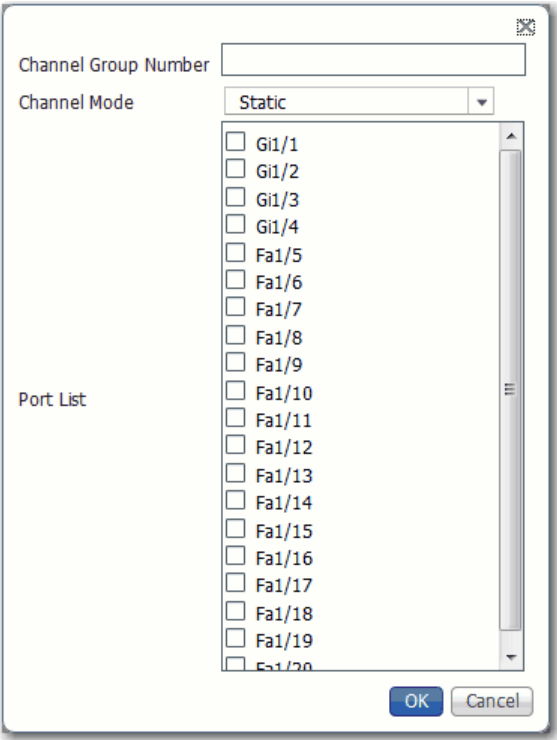 Channel Group Number
Channel Mode
Static
Port List
Gi1/1
Gi1/2
Gi1/3
Gi1/4
Fa1/5
Fa1/6
Fa1/7
Fa1/8
Fa1/9
Fa1/10
Fa1/11
Fa1/12
Fa1/13
Fa1/14
Fa1/15
Fa1/16
Fa1/17
Fa1/18
Fa1/19
Fa1/20
OK
Cancel